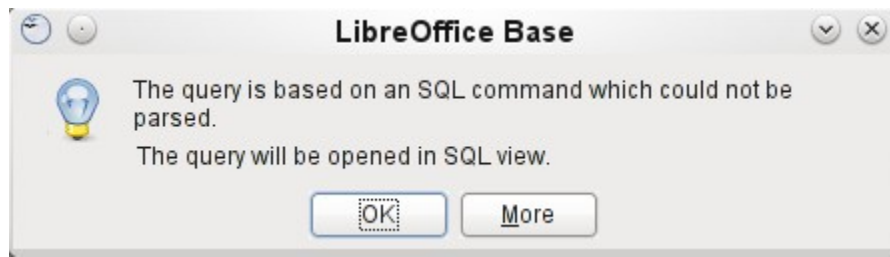 LibreOffice Base
The query is based on an SQL command which could not be
parsed.
The query will be opened in SQL view.
OK
More